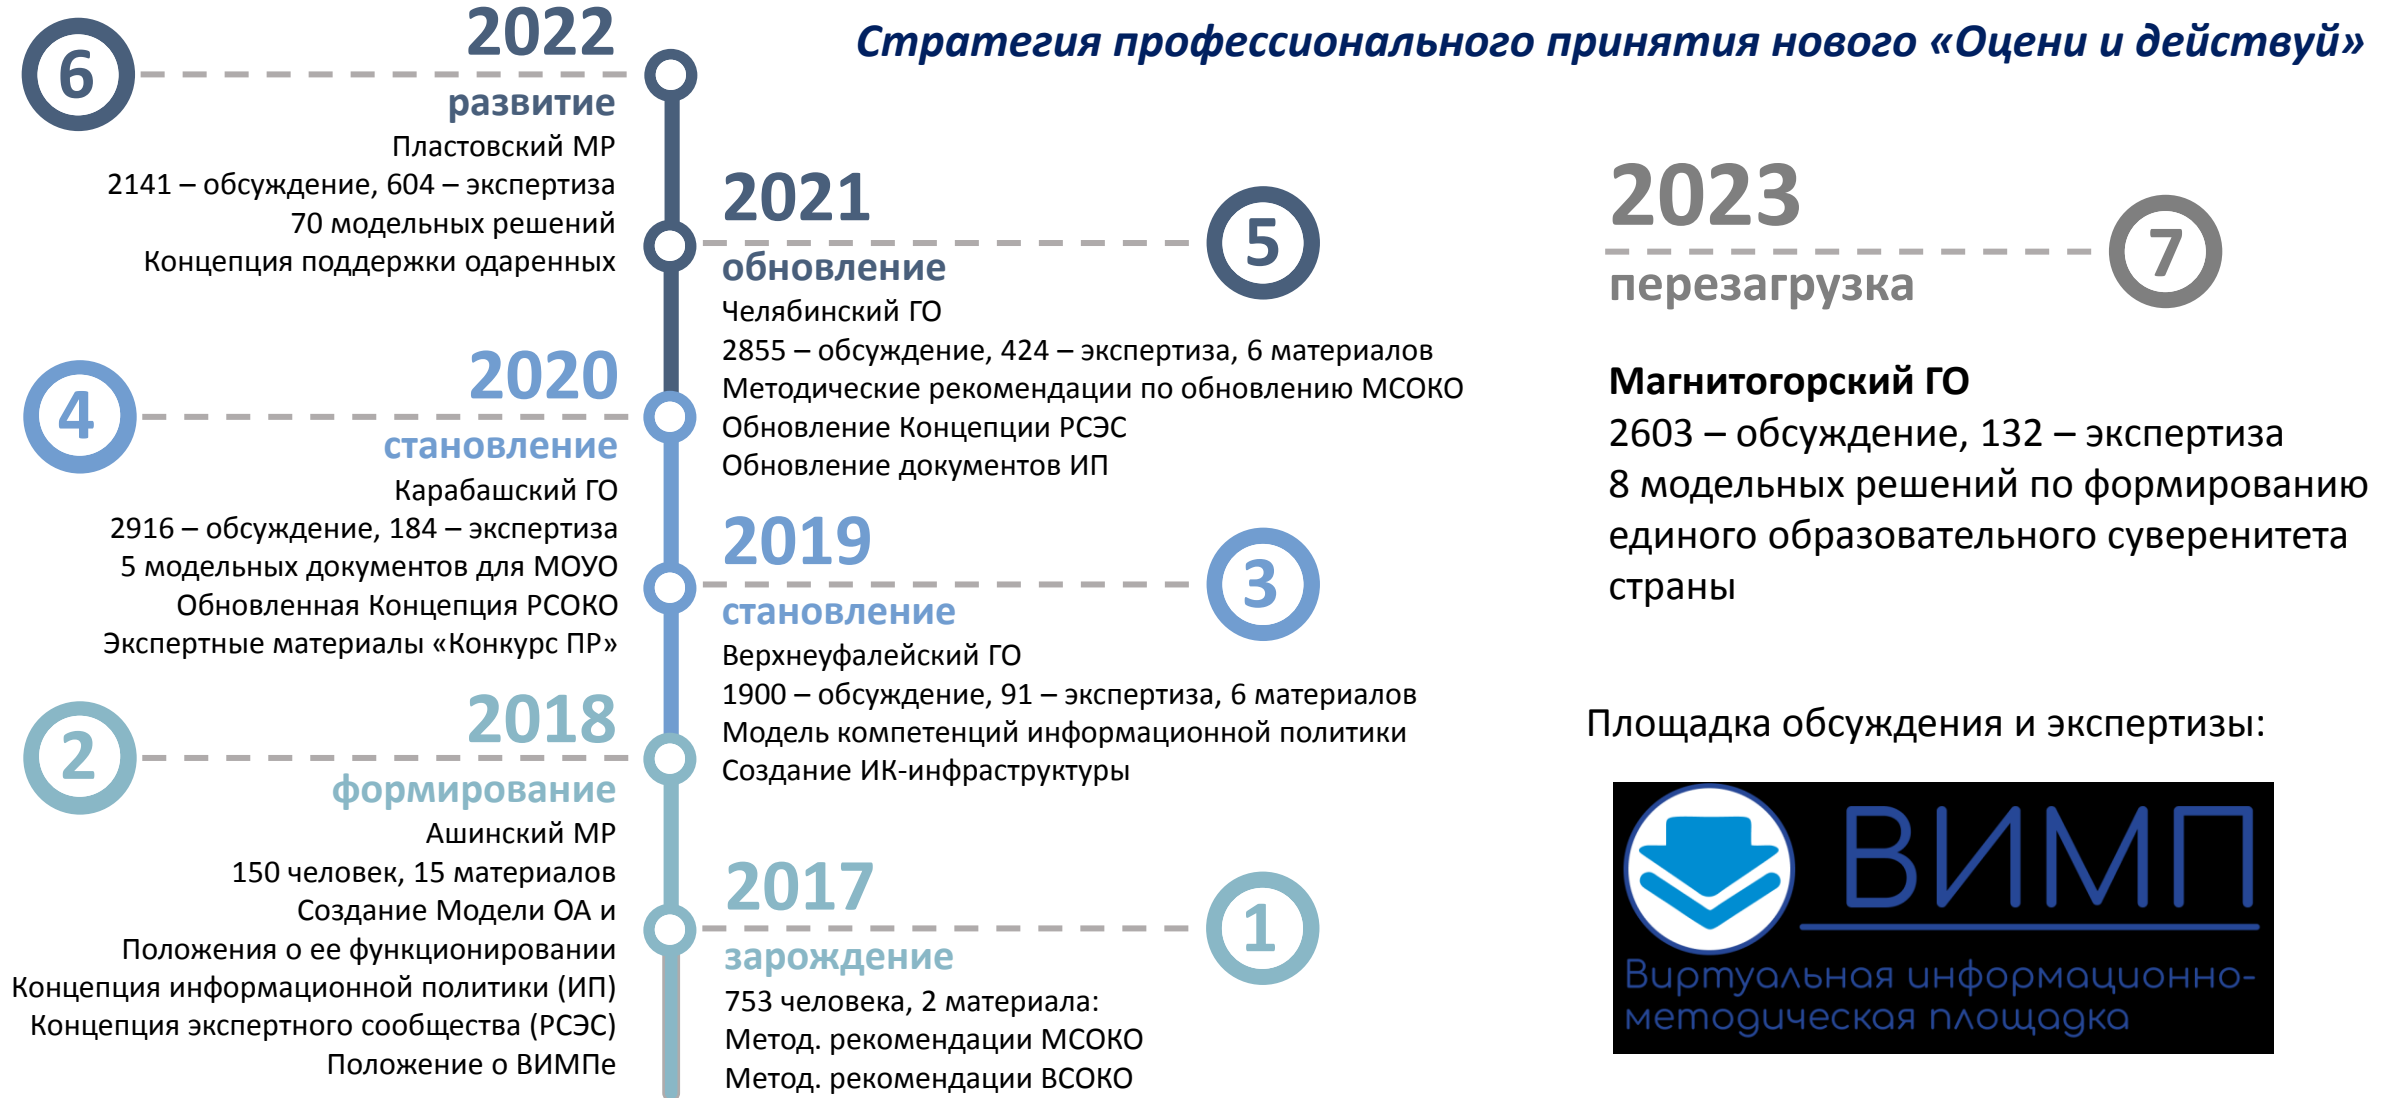 Стратегия профессионального принятия нового «Оцени и действуй»
6
2022
развитие
Пластовский МР
2141 – обсуждение, 604 – экспертиза
70 модельных решений
Концепция поддержки одаренных
2021
5
обновление
Челябинский ГО
2855 – обсуждение, 424 – экспертиза, 6 материалов
Методические рекомендации по обновлению МСОКО
Обновление Концепции РСЭС
Обновление документов ИП
4
2020
становление
Карабашский ГО
2916 – обсуждение, 184 – экспертиза
5 модельных документов для МОУО
Обновленная Концепция РСОКО
Экспертные материалы «Конкурс ПР»
2019
3
становление
Верхнеуфалейский ГО
1900 – обсуждение, 91 – экспертиза, 6 материалов
Модель компетенций информационной политики
Создание ИК-инфраструктуры
2
2018
формирование
Ашинский МР
150 человек, 15 материалов
Создание Модели ОА и
Положения о ее функционировании
Концепция информационной политики (ИП)
Концепция экспертного сообщества (РСЭС)
Положение о ВИМПе
2017
1
зарождение
753 человека, 2 материала:
Метод. рекомендации МСОКО
Метод. рекомендации ВСОКО
2023
7
перезагрузка
Магнитогорский ГО
2603 – обсуждение, 132 – экспертиза
8 модельных решений по формированию
единого образовательного суверенитета
страны
Площадка обсуждения и экспертизы:
ВИМП
Виртуальная информационно-
методическая площадка